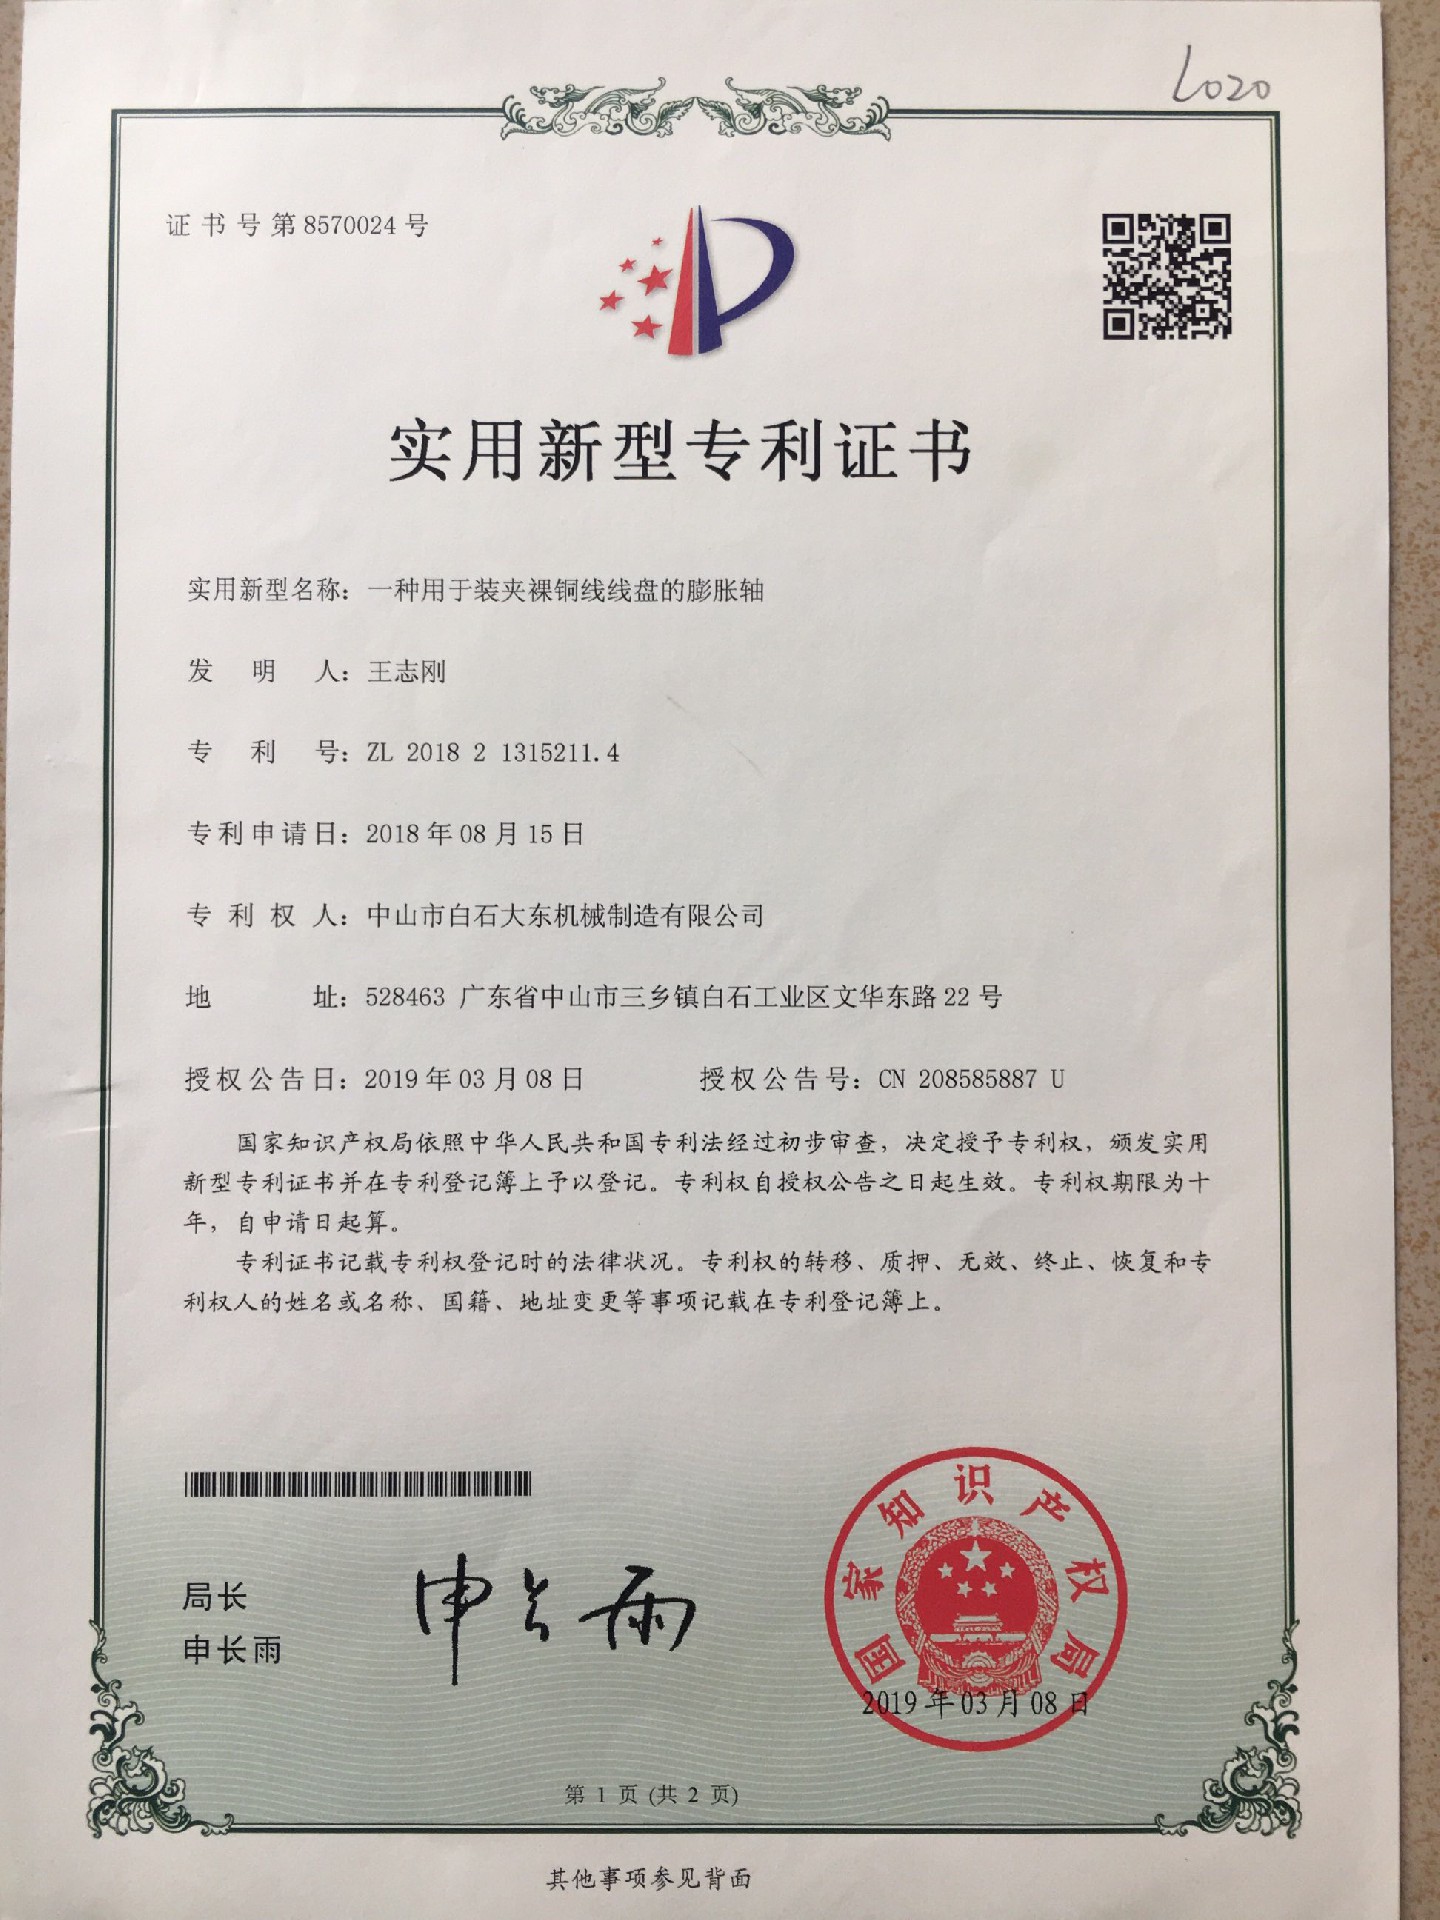 L020
证书号第8570024号
实用新型专利证书
实用新型名称：一种用于装夹裸铜线线盘的膨胀轴
发明人：王志刚
专利号：ZL 2018 2 1315211.4
专利申请日：2018年08月15日
专利权人：中山市白石大东机械制造有限公司
地址：528463 广东省中山市三乡镇白石工业区文华东路22号
授权公告日：2019年03月08日 授权公告号：CN 208585887 U
国家知识产权局依照中华人民共和国专利法经过初步审查，决定授予专利权，颁发实用
新型专利证书并在专利登记簿上予以登记。专利权自授权公告之日起生效。专利权期限为十
年，自申请日起算。
专利证书记载专利权登记时的法律状况。专利权的转移、质押、无效、终止、恢复和专
利权人的姓名或名称、国籍、地址变更等事项记载在专利登记簿上。
局长
申长雨
申长雨
国家知识产权局
2019年03月08日
第 1 页 (共 2 页)
其他事项参见背面